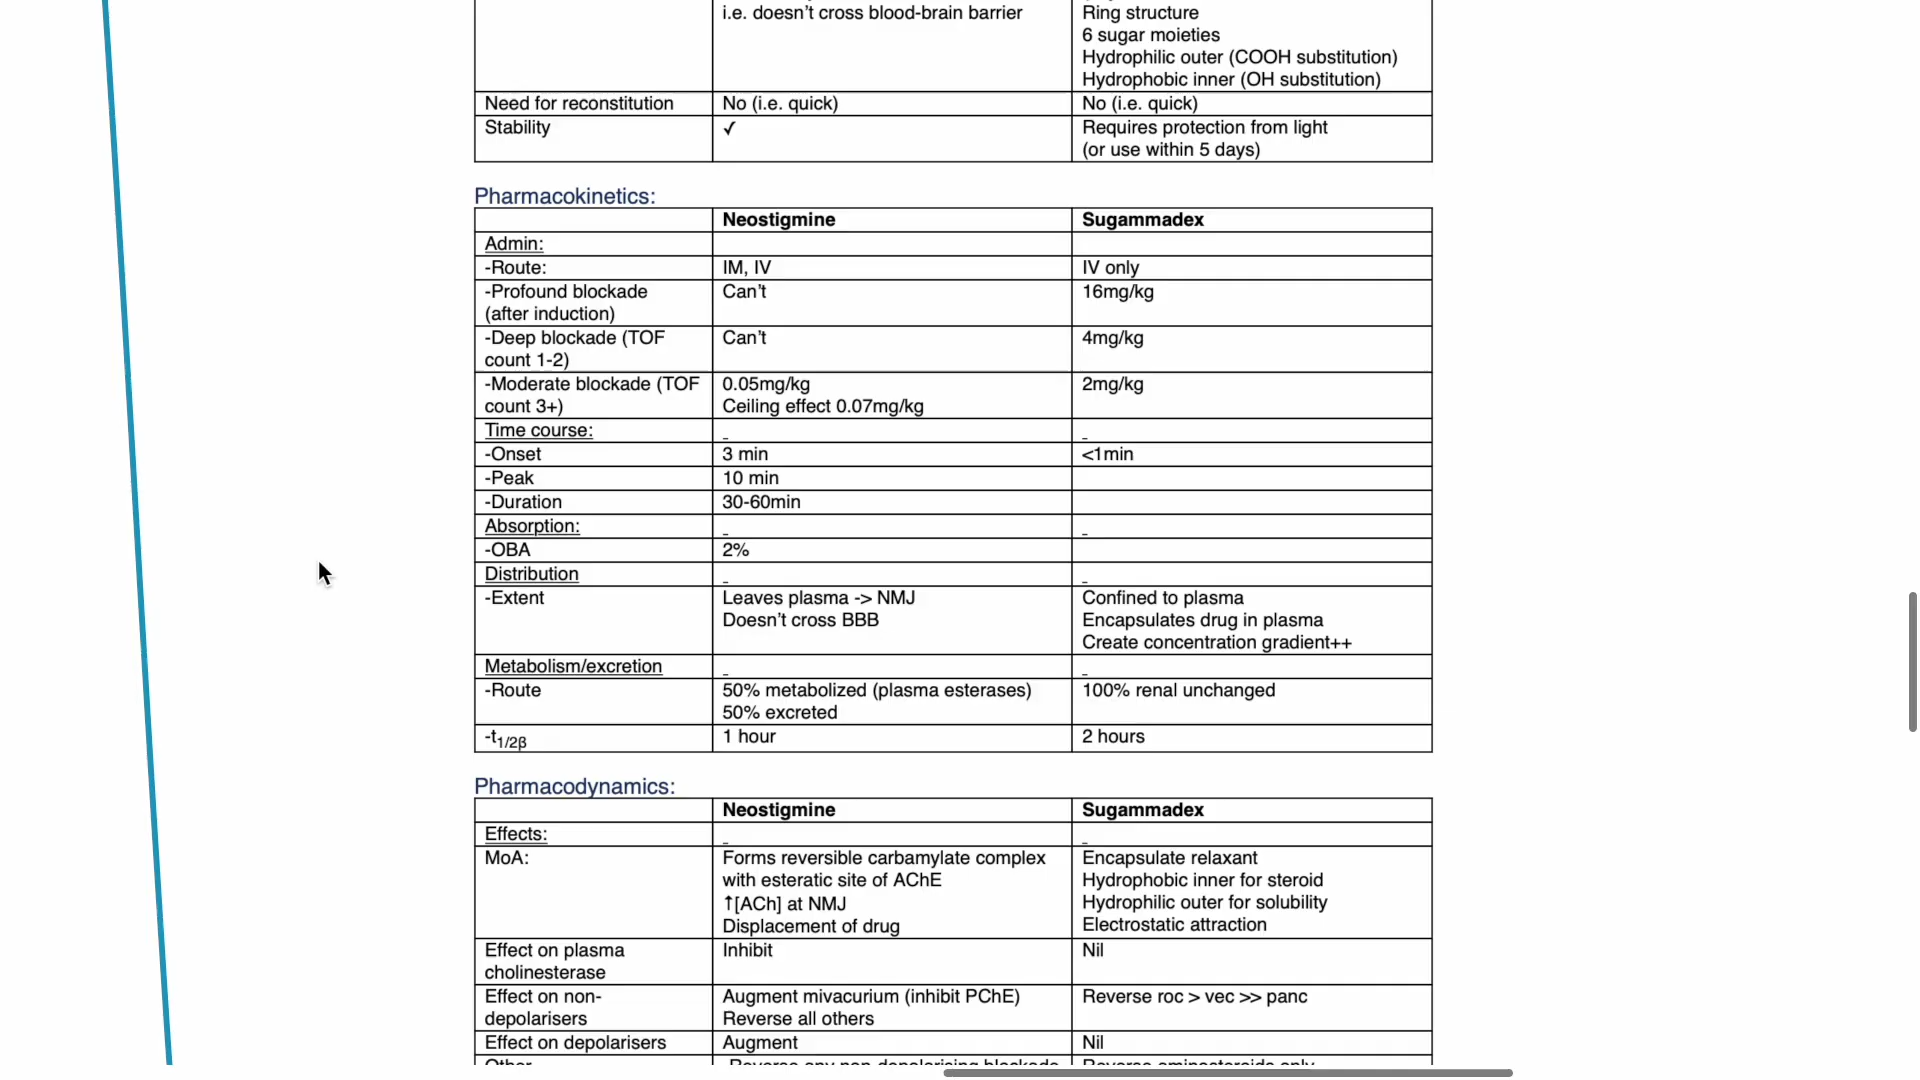 i.e. doesn't cross blood-brain barrier
Ring structure
6 sugar moieties
Hydrophilic outer (COOH substitution)
Hydrophobic inner (OH substitution)
Need for reconstitution
No (i.e. quick)
No (i.e. quick)
Stability
✓
Requires protection from light
(or use within 5 days)
Pharmacokinetics:
Neostigmine
Sugammadex
Admin:
-Route:
IM, IV
IV only
-Profound blockade
(after induction)
Can't
16mg/kg
-Deep blockade (TOF
count 1-2)
Can't
4mg/kg
-Moderate blockade (TOF
count 3+)
0.05mg/kg
Ceiling effect 0.07mg/kg
2mg/kg
Time course:
-Onset
3 min
<1min
-Peak
10 min
-Duration
30-60min
Absorption:
-OBA
2%
Distribution
-Extent
Leaves plasma -> NMJ
Doesn't cross BBB
Confined to plasma
Encapsulates drug in plasma
Create concentration gradient++
Metabolism/excretion
-Route
50% metabolized (plasma esterases)
50% excreted
100% renal unchanged
-t1/2β
1 hour
2 hours
Pharmacodynamics:
Neostigmine
Sugammadex
Effects:
MoA:
Forms reversible carbamylate complex
with esteratic site of AChE
↑[ACh] at NMJ
Displacement of drug
Encapsulate relaxant
Hydrophobic inner for steroid
Hydrophilic outer for solubility
Electrostatic attraction
Effect on plasma
cholinesterase
Inhibit
Nil
Effect on non-
depolarisers
Augment mivacurium (inhibit PChE)
Reverse all others
Reverse roc > vec >> panc
Effect on depolarisers
Augment
Nil
Other
-Reverse any non-depolarising blockade
Reverse aminosteroids only